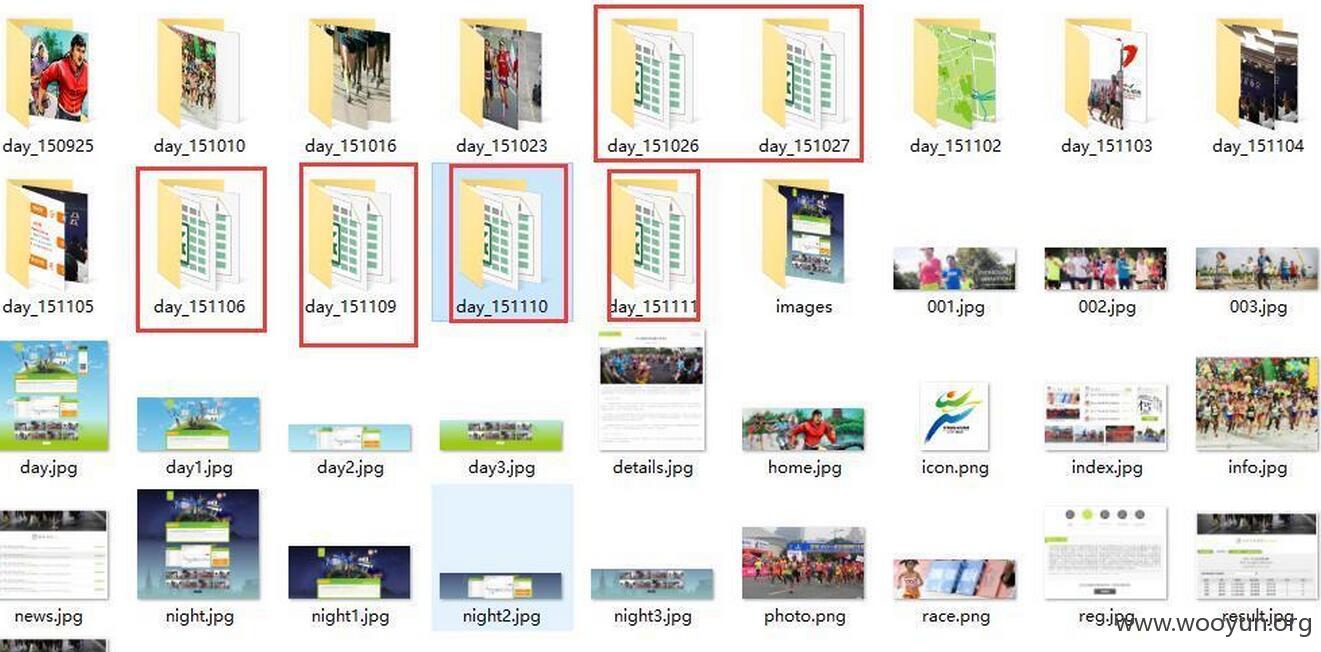 day_150925 day_151010 day_151016 day_151023 day_151026 day_151027 day_151102 day_151103 day_151104
day_151105 day_151106 day_151109 day_151110 day_151111 images 001.jpg 002.jpg 003.jpg
day.jpg day1.jpg day2.jpg day3.jpg details.jpg home.jpg icon.png index.jpg info.jpg
news.jpg night.jpg night1.jpg night2.jpg night3.jpg photo.png race.png reg.jpg result.jpg
www.wooyun.org